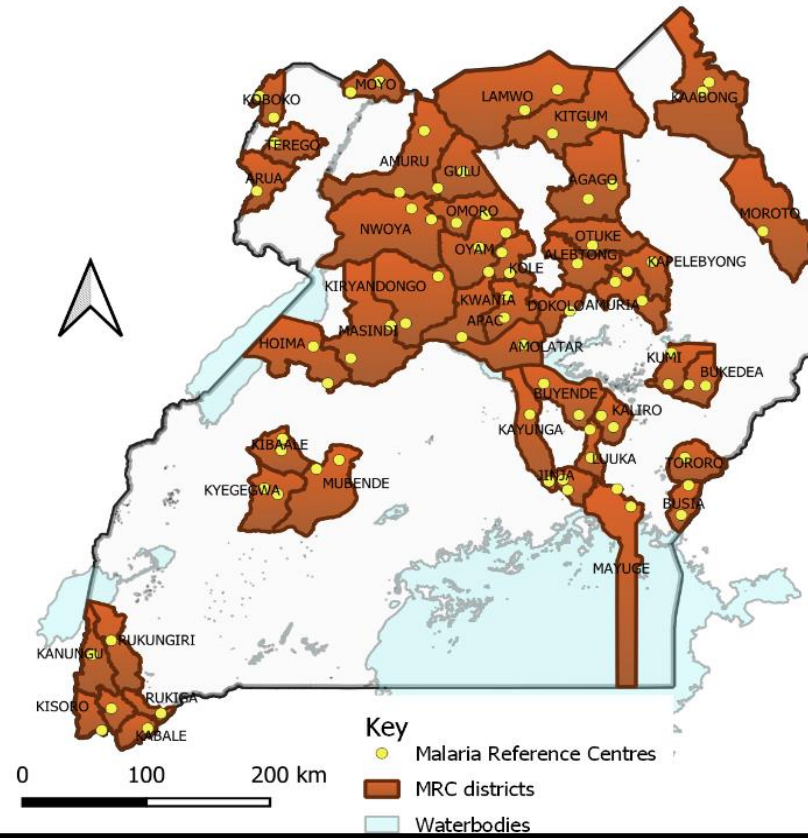 MOYO
KOBOKO
LAMWO
KAABONG
KITGUM
TEREGO
AMURU
GULU
ARUA
AGAGO
OMORO
MOROTO
NWOYA
OTUKE
OYAM
ALEBTONG
KAPELEBYONG
KOLE
KIRYANDONGO
KWANIA
DOKOLO
AMURIA
APAC
MASINDI
HOIMA
AMOLATAR
KUMI
BUKEDEA
BUYENDE
KALIRO
KAYUNGA
KIBAALE
LUUKA
TORORO
JINJA
MUBENDE
KYEGEGWA
BUSIA
MAYUGE
RUKUNGIRI
KANUNGU
RUKIGA
KISORO
KABALE
Key
Malaria Reference Centres
0 100 200 km
MRC districts
Waterbodies